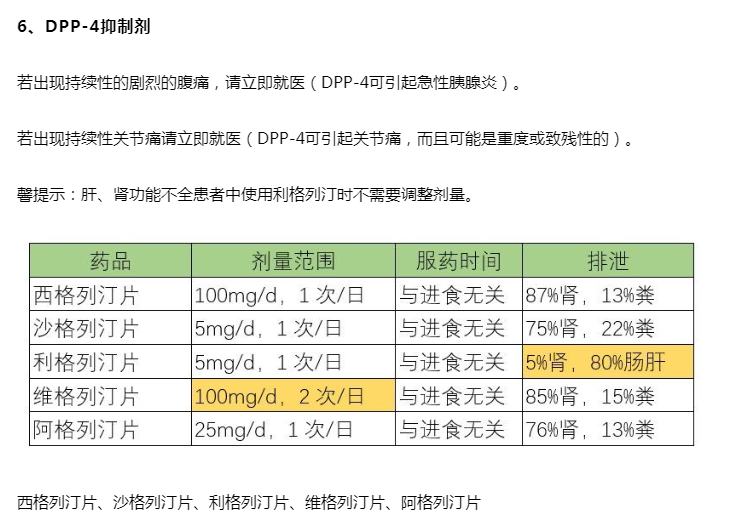 6、DPP-4抑制剂
若出现持续性的剧烈的腹痛，请立即就医（DPP-4可引起急性胰腺炎）。
若出现持续性关节痛请立即就医（DPP-4可引起关节痛，而且可能是重度或致残性的）。
馨提示：肝、肾功能不全患者中使用利格列汀时不需要调整剂量。
药品 剂量范围 服药时间 排泄
西格列汀片 100mg/d，1 次/日 与进食无关 87%肾，13%粪
沙格列汀片 5mg/d，1 次/日 与进食无关 75%肾，22%粪
利格列汀片 5mg/d，1 次/日 与进食无关 5%肾，80%肠肝
维格列汀片 100mg/d，2 次/日 与进食无关 85%肾，15%粪
阿格列汀片 25mg/d，1 次/日 与进食无关 76%肾，13%粪
西格列汀片、沙格列汀片、利格列汀片、维格列汀片、阿格列汀片